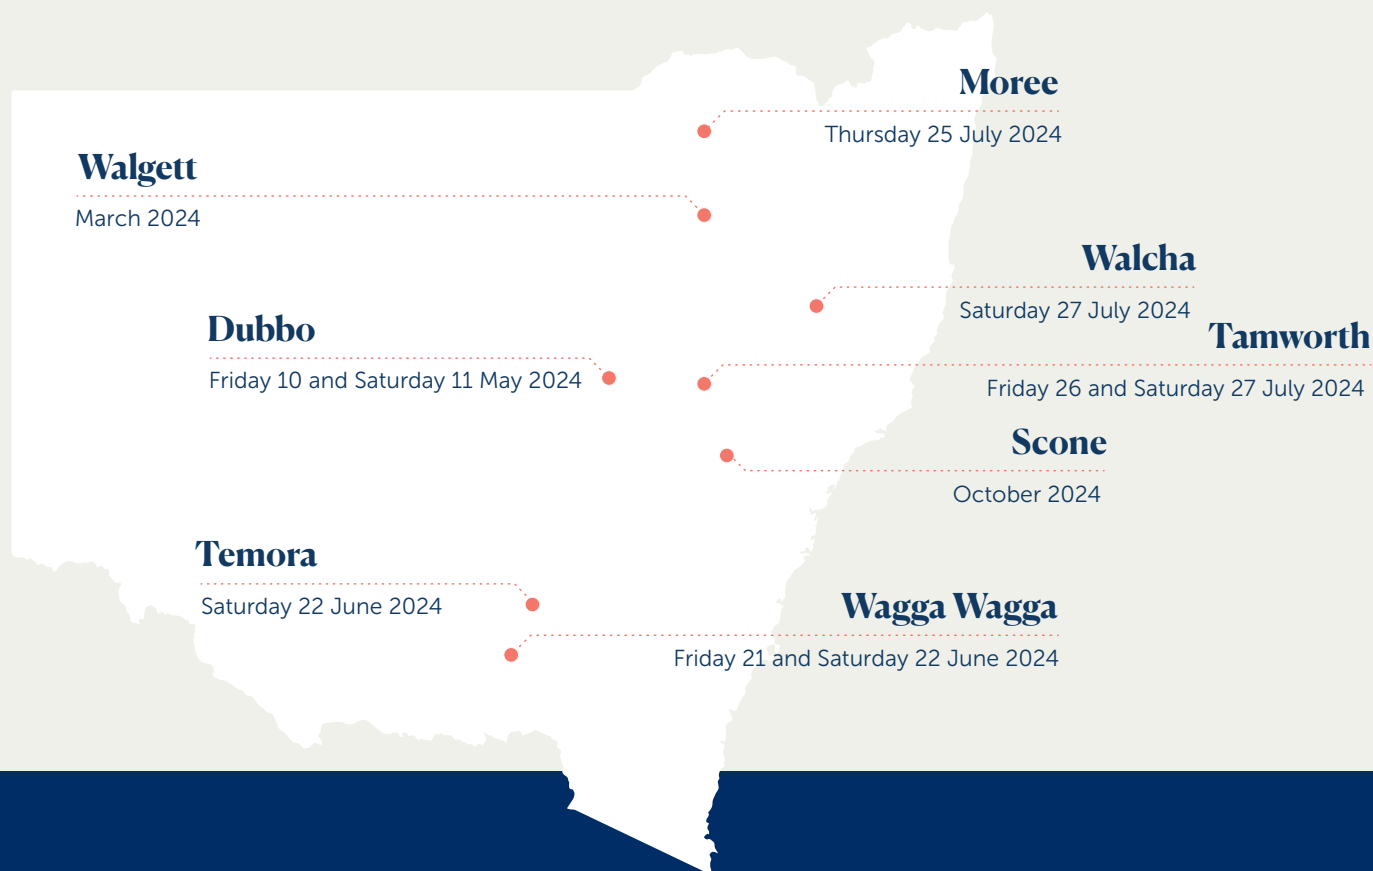 Moree
Thursday 25 July 2024
Walgett
March 2024
Walcha
Saturday 27 July 2024
Dubbo
Friday 10 and Saturday 11 May 2024
Tamworth
Friday 26 and Saturday 27 July 2024
Scone
October 2024
Temora
Saturday 22 June 2024
Wagga Wagga
Friday 21 and Saturday 22 June 2024